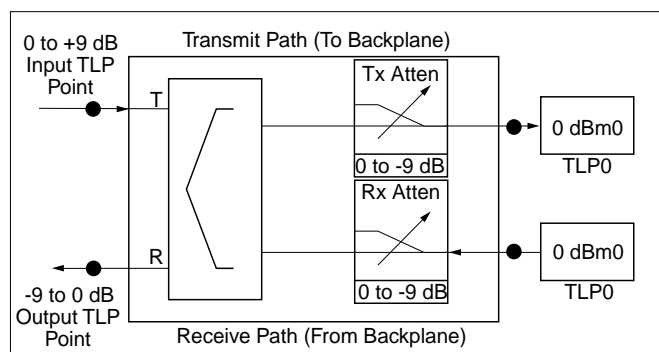 Transmit Path (To Backplane)
0 to +9 dB
Input TLP
Point
T
Tx Atten
0 to -9 dB
0 dBm0
TLP0
Rx Atten
0 to -9 dB
0 dBm0
TLP0
R
-9 to 0 dB
Output TLP
Point
Receive Path (From Backplane)